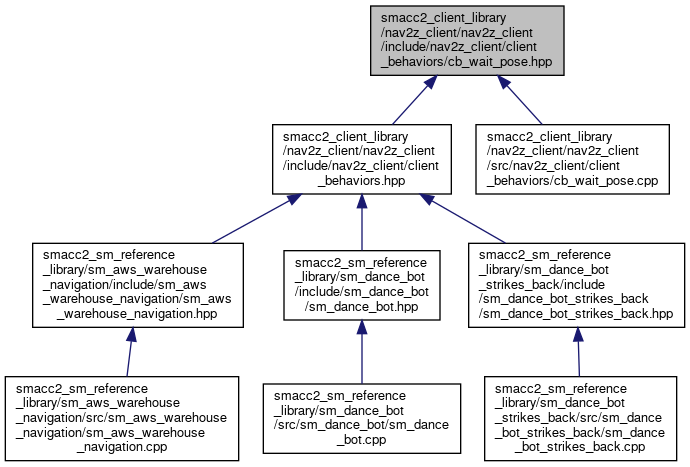 smacc2_client_library
/nav2z_client/nav2z_client
/include/nav2z_client/client
_behaviors/cb_wait_pose.hpp
smacc2_client_library
/nav2z_client/nav2z_client
/include/nav2z_client/client
_behaviors.hpp
smacc2_client_library
/nav2z_client/nav2z_client
/src/nav2z_client/client
_behaviors/cb_wait_pose.cpp
smacc2_sm_reference
_library/sm_aws_warehouse
_navigation/include/sm_aws
_warehouse_navigation/sm_aws
_warehouse_navigation.hpp
smacc2_sm_reference
_library/sm_dance_bot
/include/sm_dance_bot
/sm_dance_bot.hpp
smacc2_sm_reference
_library/sm_dance_bot
_strikes_back/include
/sm_dance_bot_strikes_back
/sm_dance_bot_strikes_back.hpp
smacc2_sm_reference
_library/sm_aws_warehouse
_navigation/src/sm_aws_warehouse
_navigation/sm_aws_warehouse
_navigation.cpp
smacc2_sm_reference
_library/sm_dance_bot
/src/sm_dance_bot/sm_dance
_bot.cpp
smacc2_sm_reference
_library/sm_dance_bot
_strikes_back/src/sm_dance
_bot_strikes_back/sm_dance
_bot_strikes_back.cpp